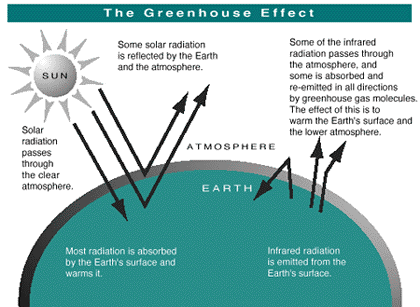 The Greenhouse Effect
Some solar radiation
is reflected by the Earth
and the atmosphere.
Some of the infrared
radiation passes through
the atmosphere, and
some is absorbed and
re-emitted in all directions
by greenhouse gas molecules.
The effect of this is to
warm the Earth's surface and
the lower atmosphere.
SUN
Solar
radiation
passes
through
the clear
atmosphere.
ATMOSPHERE
EARTH
Most radiation is absorbed
by the Earth's surface and
warms it.
Infrared radiation
is emitted from the
Earth's surface.